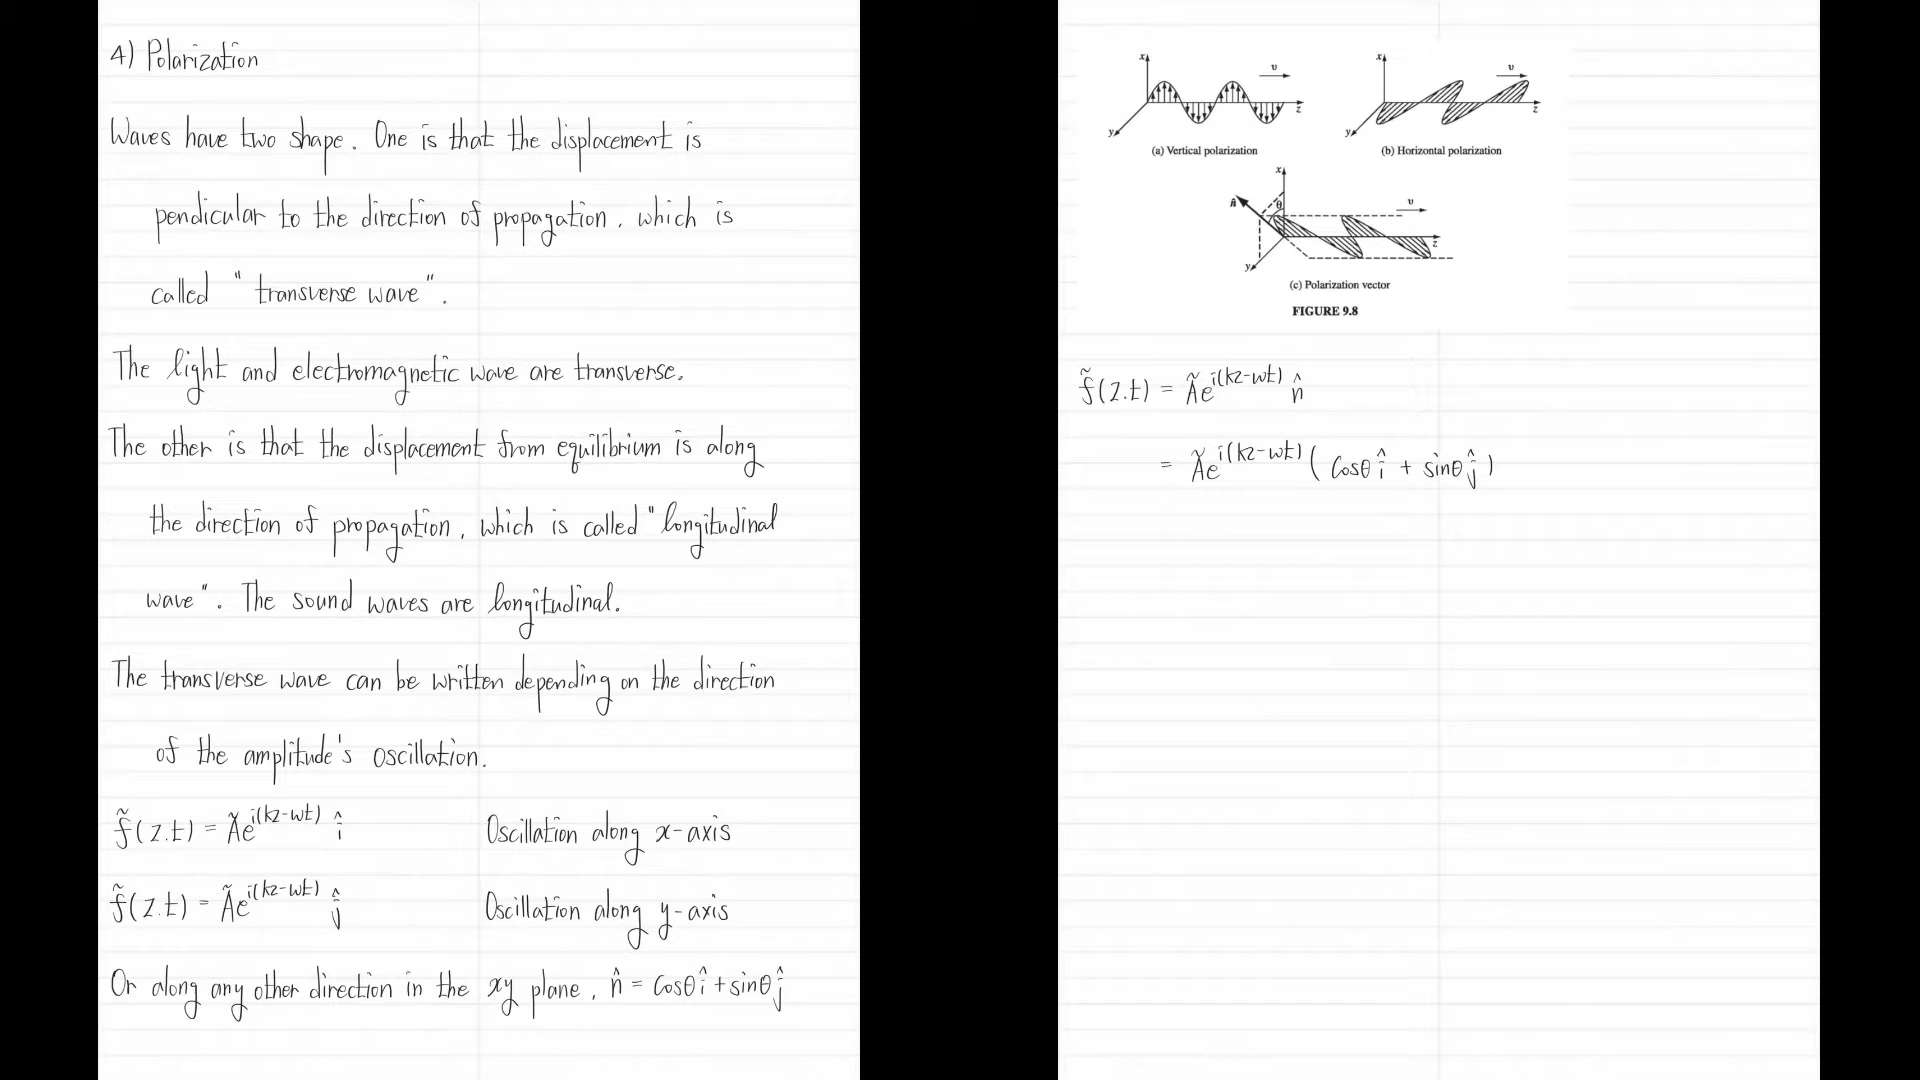 4) Polarization
Waves have two shape. One is that the displacement is
pendicular to the direction of propagation, which is
called "transverse wave".
The light and electromagnetic wave are transverse.
The other is that the displacement from equilibrium is along
the direction of propagation, which is called "longitudinal
wave". The sound waves are longitudinal.
The transverse wave can be written depending on the direction
of the amplitude's oscillation.
f̃(z.t) = Ãe^i(kz-wt) î Oscillation along x-axis
f̃(z.t) = Ãe^i(kz-wt) ĵ Oscillation along y-axis
Or along any other direction in the xy plane, n̂ = cosθ î + sinθ ĵ
x v z y
(a) Vertical polarization
x v z y
(b) Horizontal polarization
x n̂ θ v z y
(c) Polarization vector
FIGURE 9.8
f̃(z.t) = Ãe^i(kz-wt) n̂
= Ãe^i(kz-wt) (cosθ î + sinθ ĵ)